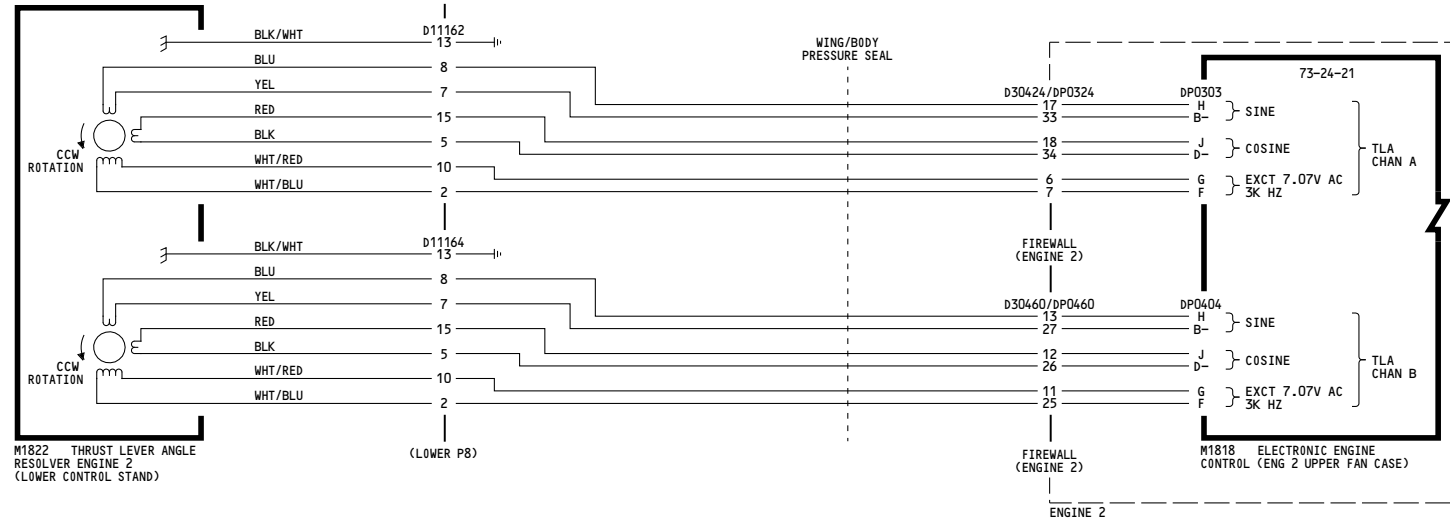 D11162
BLK/WHT 13
BLU 8
YEL 7
RED 15
BLK 5
WHT/RED 10
WHT/BLU 2
CCW
ROTATION
WING/BODY
PRESSURE SEAL
D30424/DP0324 DP0303
17 H
33 B-
SINE
18 J
34 D-
COSINE
6 G
7 F
EXCT 7.07V AC
3K HZ
TLA
CHAN A
73-24-21
FIREWALL
(ENGINE 2)
D11164
BLK/WHT 13
BLU 8
YEL 7
RED 15
BLK 5
WHT/RED 10
WHT/BLU 2
CCW
ROTATION
D30460/DP0460 DP0404
13 H
27 B-
SINE
12 J
26 D-
COSINE
11 G
25 F
EXCT 7.07V AC
3K HZ
TLA
CHAN B
M1822 THRUST LEVER ANGLE
RESOLVER ENGINE 2
(LOWER CONTROL STAND)
(LOWER P8)
FIREWALL
(ENGINE 2)
M1818 ELECTRONIC ENGINE
CONTROL (ENG 2 UPPER FAN CASE)
ENGINE 2